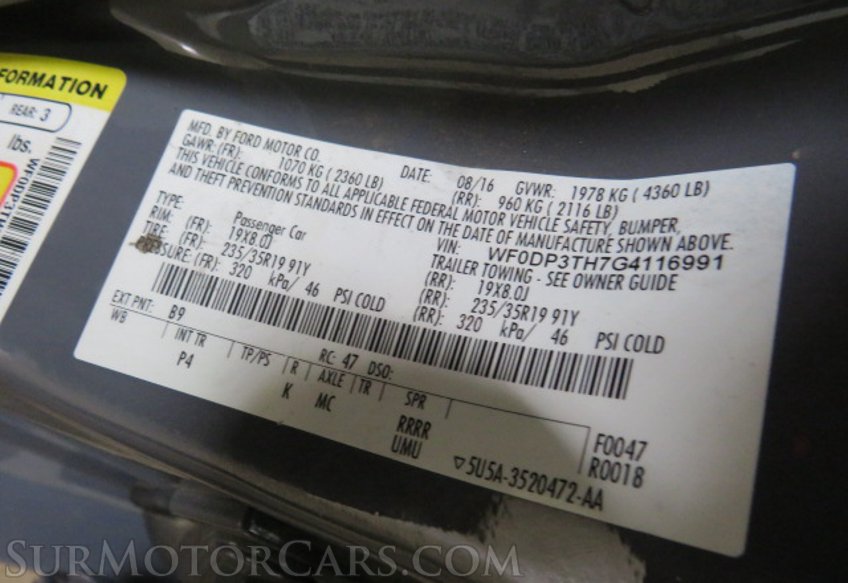 FORMATION
REAR: 3
lbs.
MFD. BY FORD MOTOR CO.
DATE: 08/16 GVWR: 1978 KG ( 4360 LB)
GAWR: (FR): 1070 KG ( 2360 LB) (RR): 960 KG ( 2116 LB)
THIS VEHICLE CONFORMS TO ALL APPLICABLE FEDERAL MOTOR VEHICLE SAFETY, BUMPER,
AND THEFT PREVENTION STANDARDS IN EFFECT ON THE DATE OF MANUFACTURE SHOWN ABOVE.
VIN: WF0DP3TH7G4116991
TYPE: Passenger Car TRAILER TOWING - SEE OWNER GUIDE
RIM: (FR): 19X8.0J (RR): 19X8.0J
TIRE: (FR): 235/35R19 91Y (RR): 235/35R19 91Y
PRESSURE: (FR): 320 kPa/ 46 PSI COLD (RR): 320 kPa/ 46 PSI COLD
EXT PNT: B9 RC: 47 DSO:
WB INT TR TP/PS R AXLE TR SPR
P4 K MC RRRR F0047
UMU R0018
5U5A-3520472-AA
SurMotorCars.com